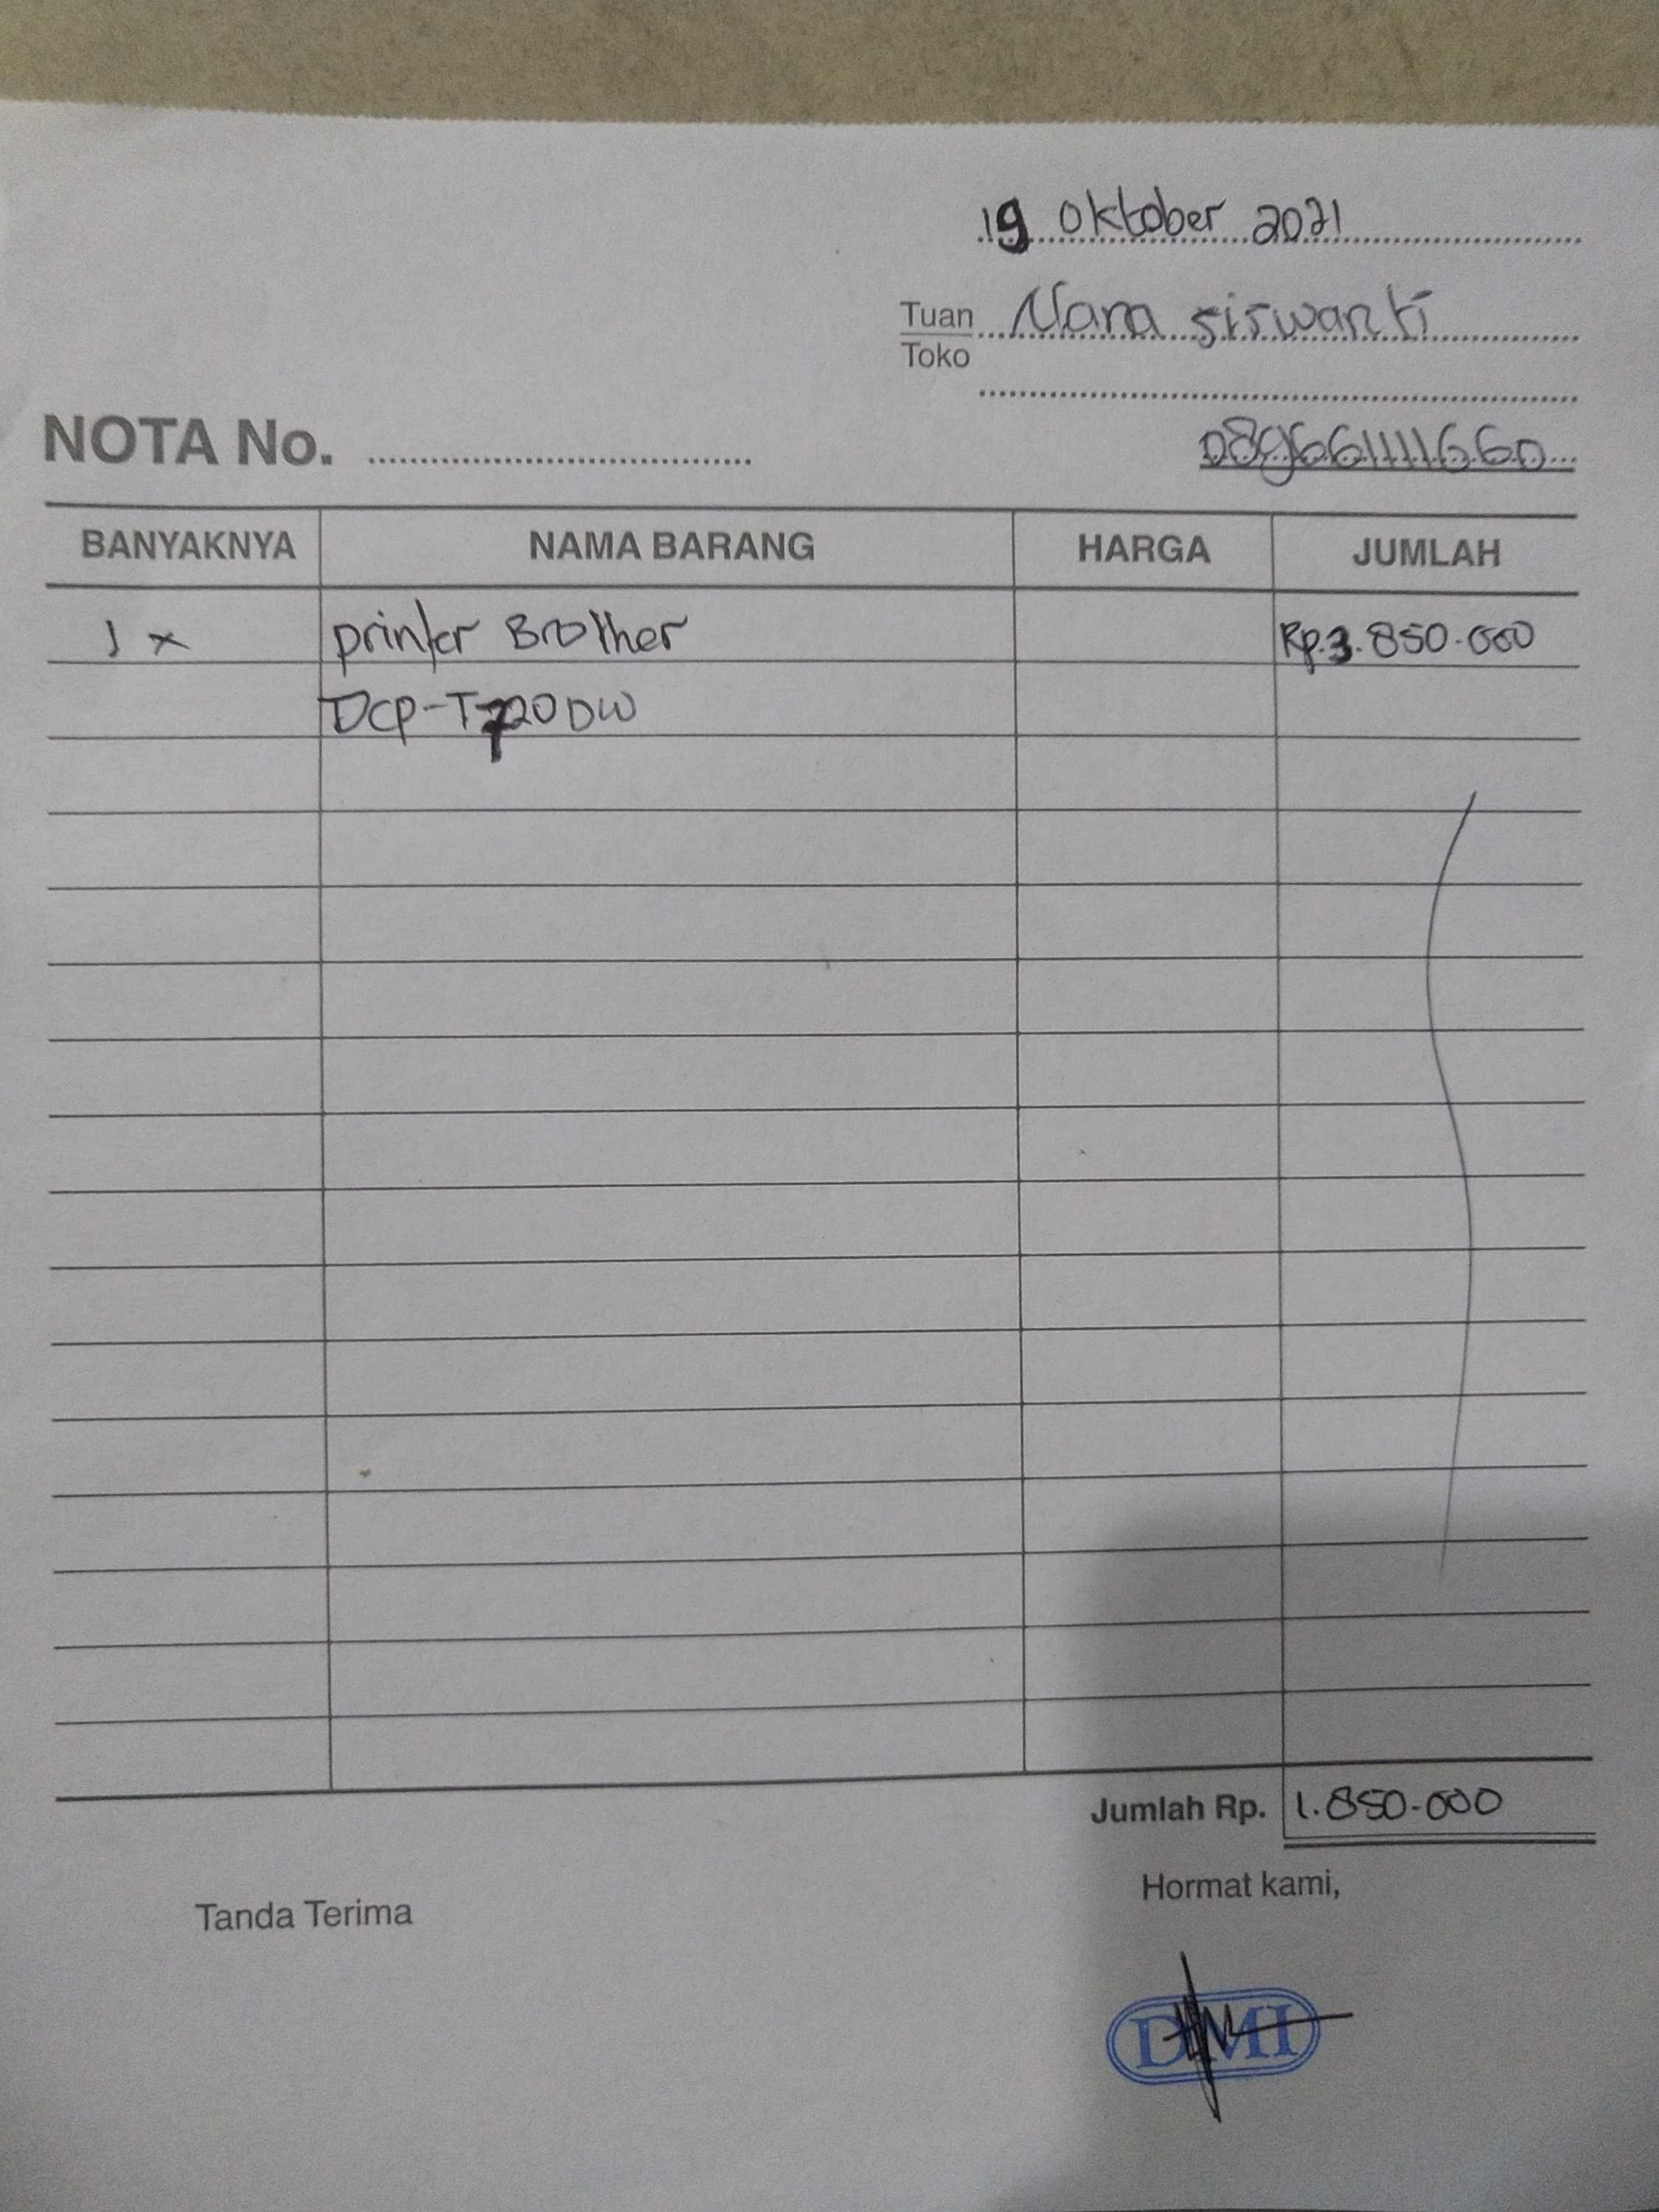 19 Oktober 2021
Tuan Nana siswanti
Toko
NOTA No.
089661111660
BANYAKNYA NAMA BARANG HARGA JUMLAH
1 x printer Brother Rp.3.850.000
DCP-T720DW
Jumlah Rp. 1.850.000
Tanda Terima Hormat kami,
DMI